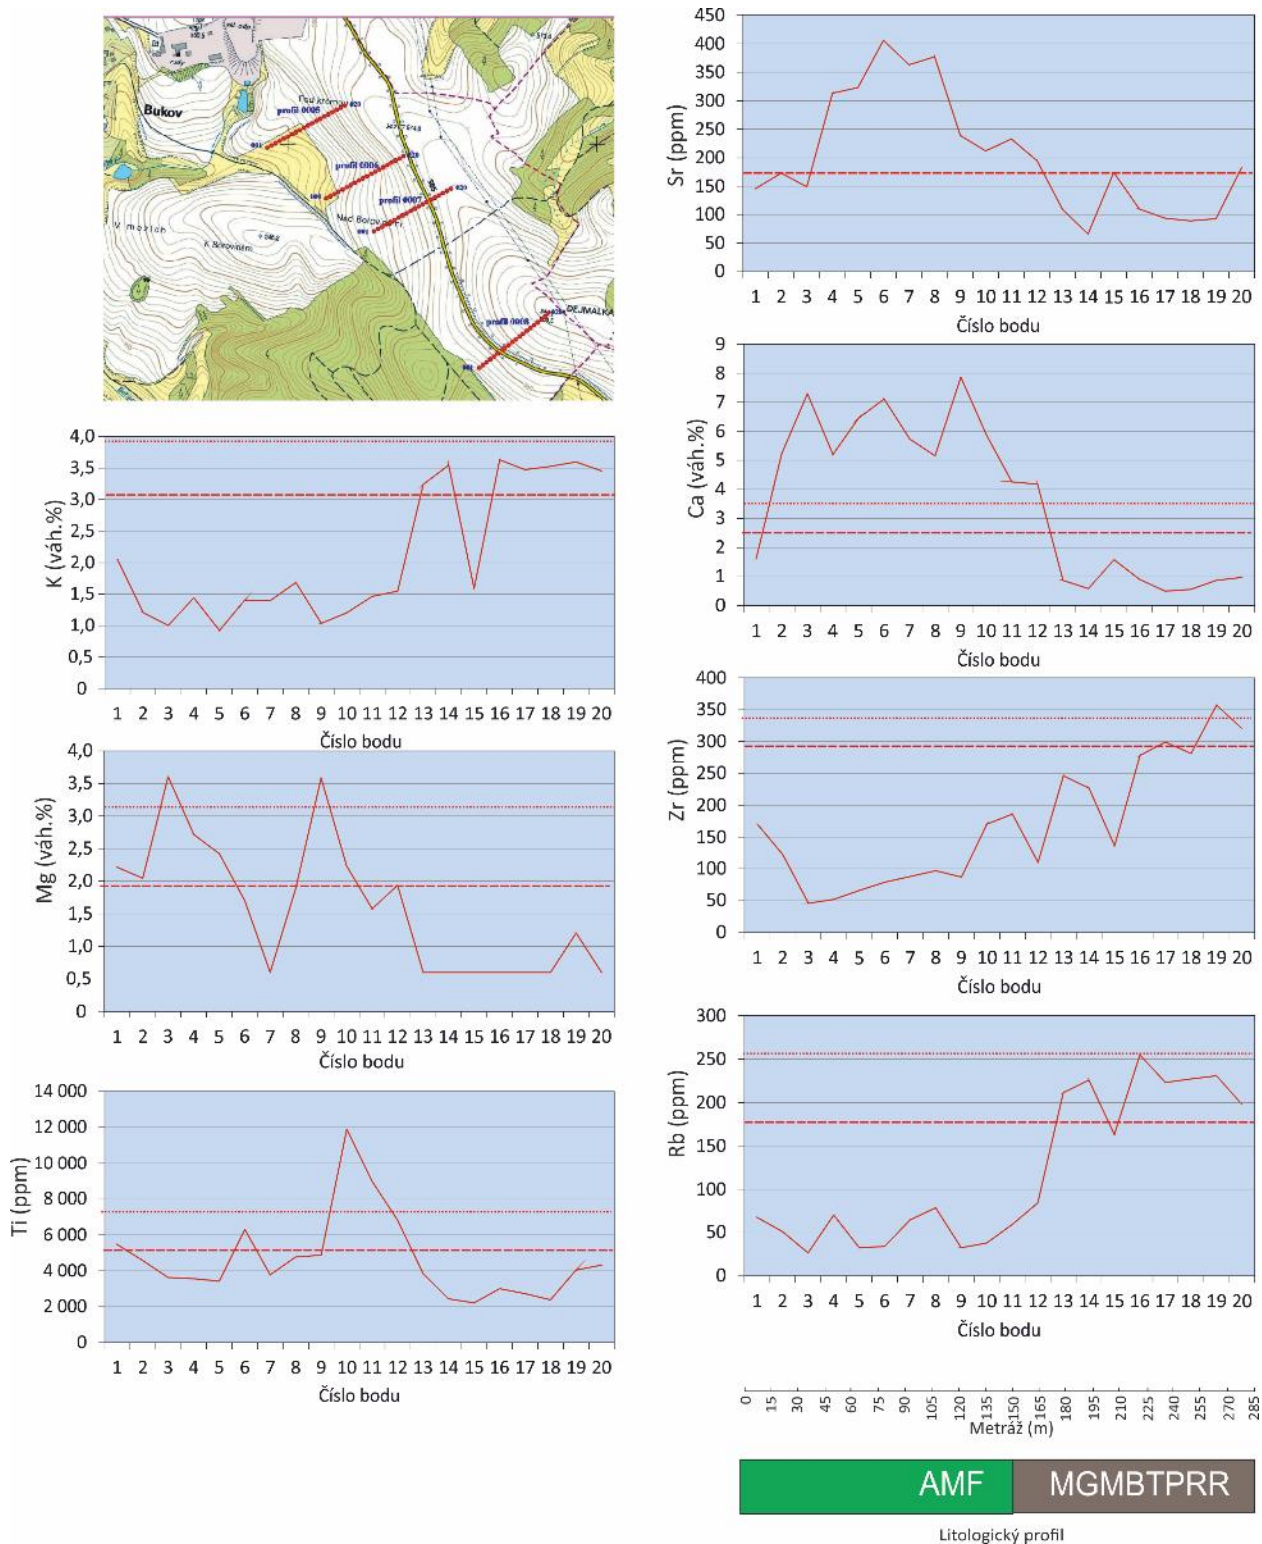 Bukov
profil 0005
020
001
profil 0006
020
profil 0007
020
001
Nad Borov
K Borovinám
V mezích
profil 0008
001
DEJMALKA
Sr (ppm)
450
400
350
300
250
200
150
100
50
0
1 2 3 4 5 6 7 8 9 10 11 12 13 14 15 16 17 18 19 20
Číslo bodu
K (váh.%)
4,0
3,5
3,0
2,5
2,0
1,5
1,0
0,5
0
1 2 3 4 5 6 7 8 9 10 11 12 13 14 15 16 17 18 19 20
Číslo bodu
Ca (váh.%)
9
8
7
6
5
4
3
2
1
0
1 2 3 4 5 6 7 8 9 10 11 12 13 14 15 16 17 18 19 20
Číslo bodu
Mg (váh.%)
4,0
3,5
3,0
2,5
2,0
1,5
1,0
0,5
0
1 2 3 4 5 6 7 8 9 10 11 12 13 14 15 16 17 18 19 20
Číslo bodu
Zr (ppm)
400
350
300
250
200
150
100
50
0
1 2 3 4 5 6 7 8 9 10 11 12 13 14 15 16 17 18 19 20
Číslo bodu
Ti (ppm)
14 000
12 000
10 000
8 000
6 000
4 000
2 000
0
1 2 3 4 5 6 7 8 9 10 11 12 13 14 15 16 17 18 19 20
Číslo bodu
Rb (ppm)
300
250
200
150
100
50
0
1 2 3 4 5 6 7 8 9 10 11 12 13 14 15 16 17 18 19 20
Číslo bodu
0 15 30 45 60 75 90 105 120 135 150 165 180 195 210 225 240 255 270 285
Metráž (m)
AMF MGMBTPRR
Litologický profil